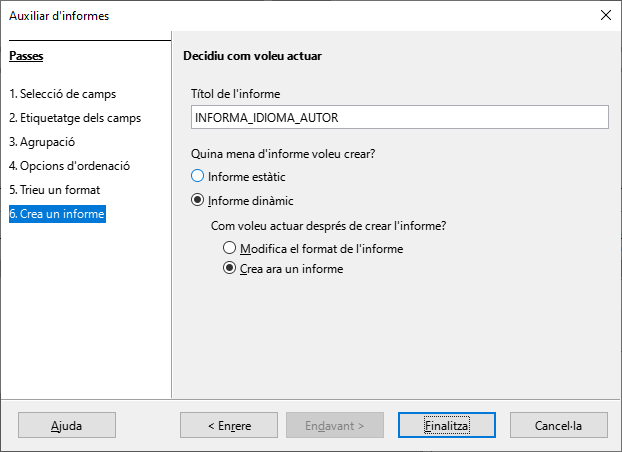 Auxiliar d'informes
Passes
1. Selecció de camps
2. Etiquetatge dels camps
3. Agrupació
4. Opcions d'ordenació
5. Trieu un format
6. Crea un informe
Decidiu com voleu actuar
Títol de l'informe
INFORMA_IDIOMA_AUTOR
Quina mena d'informe voleu crear?
Informe estàtic
Informe dinàmic
Com voleu actuar després de crear l'informe?
Modifica el format de l'informe
Crea ara un informe
Ajuda
< Enrere
Endavant >
Finalitza
Cancel·la